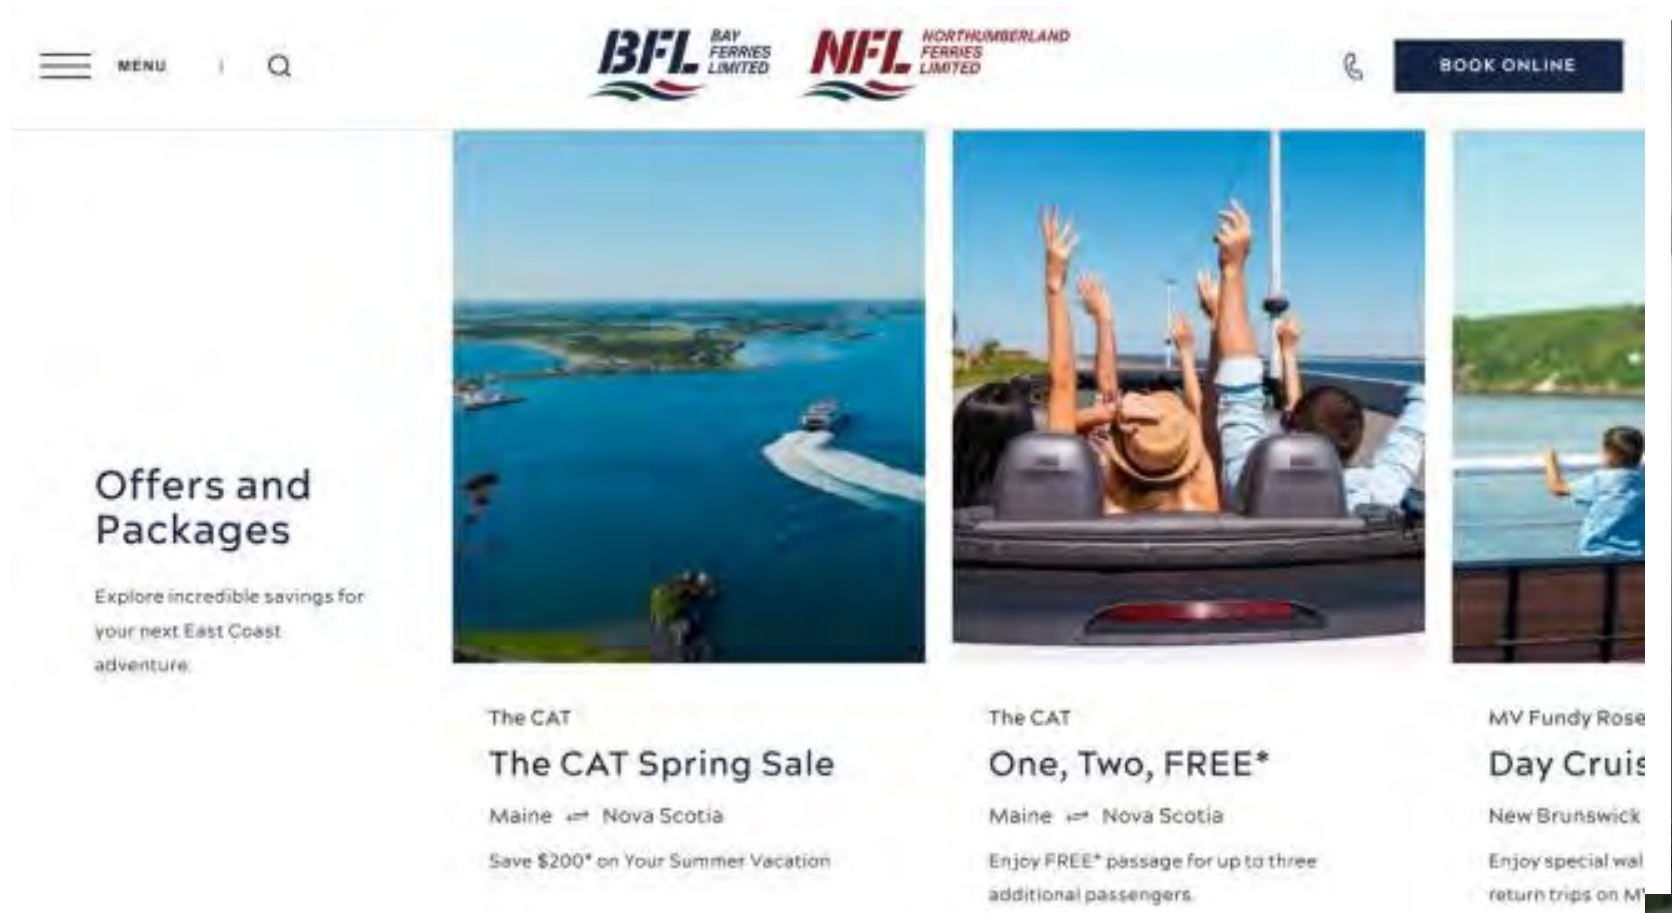 MENU
BFL BAY
FERRIES
LIMITED
NFL NORTHUMBERLAND
FERRIES
LIMITED
BOOK ONLINE
Offers and
Packages
Explore incredible savings for
your next East Coast
adventure.
The CAT
The CAT Spring Sale
Maine ⇌ Nova Scotia
Save $200* on Your Summer Vacation
The CAT
One, Two, FREE*
Maine ⇌ Nova Scotia
Enjoy FREE* passage for up to three
additional passengers.
MV Fundy Rose
Day Cruis
New Brunswick
Enjoy special wal
return trips on M